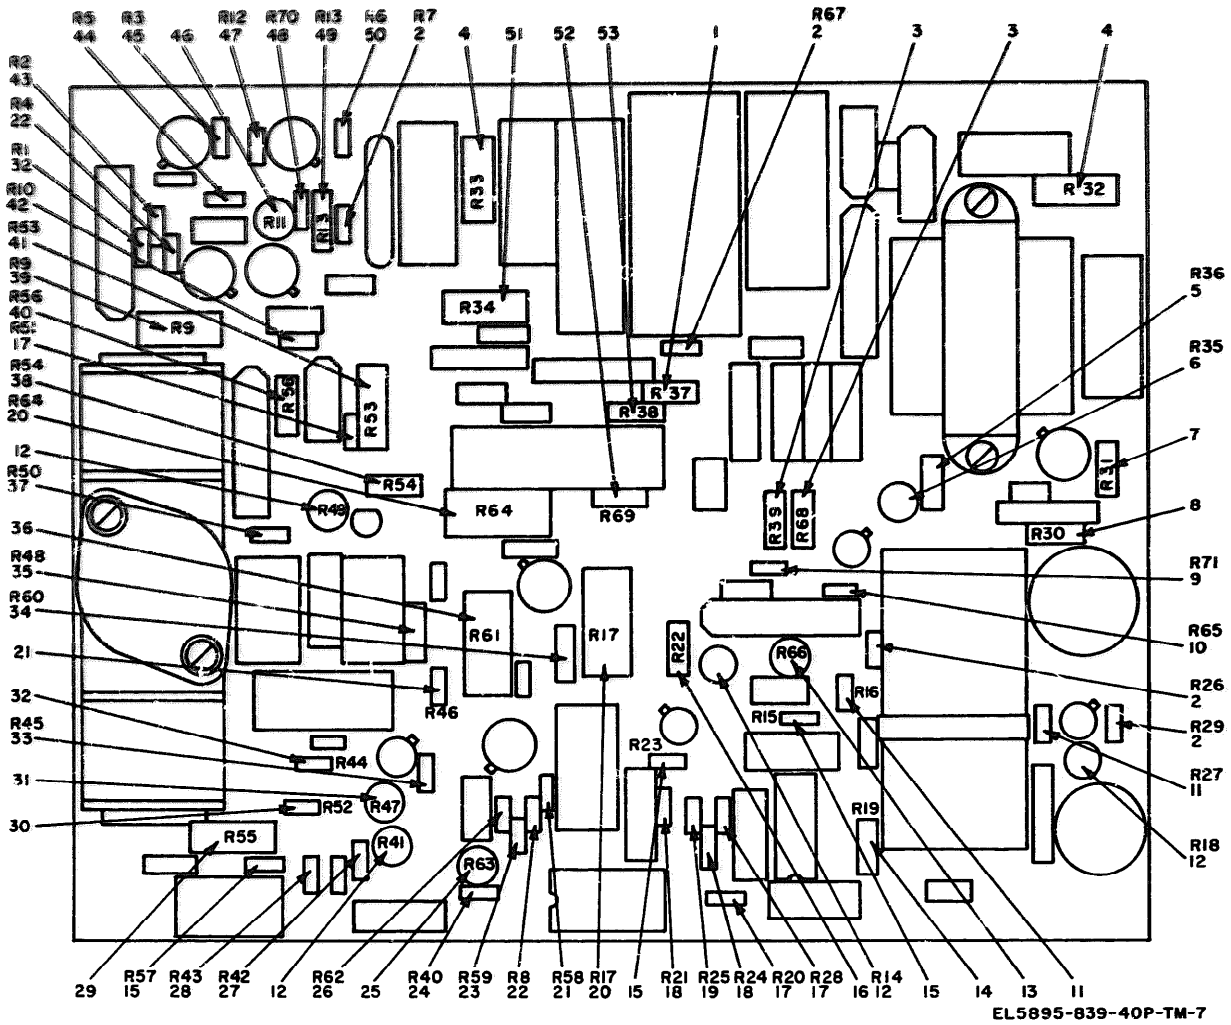 R5 R3 R12 R70 R13 R6 R7 R67
44 45 46 47 48 49 50 2 4 51 52 53 1 2 3 3 4
R2
43
R4
22
R1
32
R10
42
R53
41
R9
39
R56
40
R51
17
R54
38
R64
20
12
R50
37
36
R48
35
R60
34
21
32
R45
33
31
30
R36
5
R35
6
7
8
R71
9
R65
10
R26
2
R29
2
R27
11
R18
12
R11
R13
R33
R32
R34
R9
R56
R53
R37
R38
R54
R49
R64
R69
R39
R68
R31
R30
R61
R17
R22
R66
R46
R16
R15
R23
R44
R52
R47
R19
R55
R41
R63
R57 R43 R42 R62 R40 R59 R8 R58 R17 R21 R25 R24 R20 R28 R14
29 15 28 27 12 26 25 24 23 22 21 20 15 18 19 18 17 17 16 12 15 14 13 11
EL5895-839-40P-TM-7